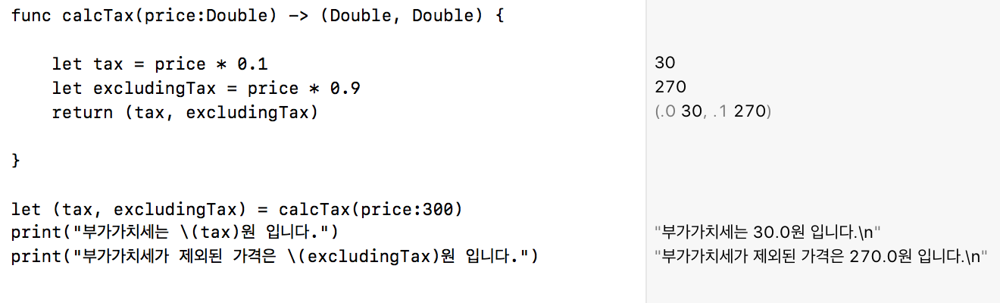 func calcTax(price:Double) -> (Double, Double) {
let tax = price * 0.1
30
let excludingTax = price * 0.9
270
return (tax, excludingTax)
(.0 30, .1 270)
}
let (tax, excludingTax) = calcTax(price:300)
print("부가가치세는 \(tax)원 입니다.")
"부가가치세는 30.0원 입니다.\n"
print("부가가치세가 제외된 가격은 \(excludingTax)원 입니다.")
"부가가치세가 제외된 가격은 270.0원 입니다.\n"